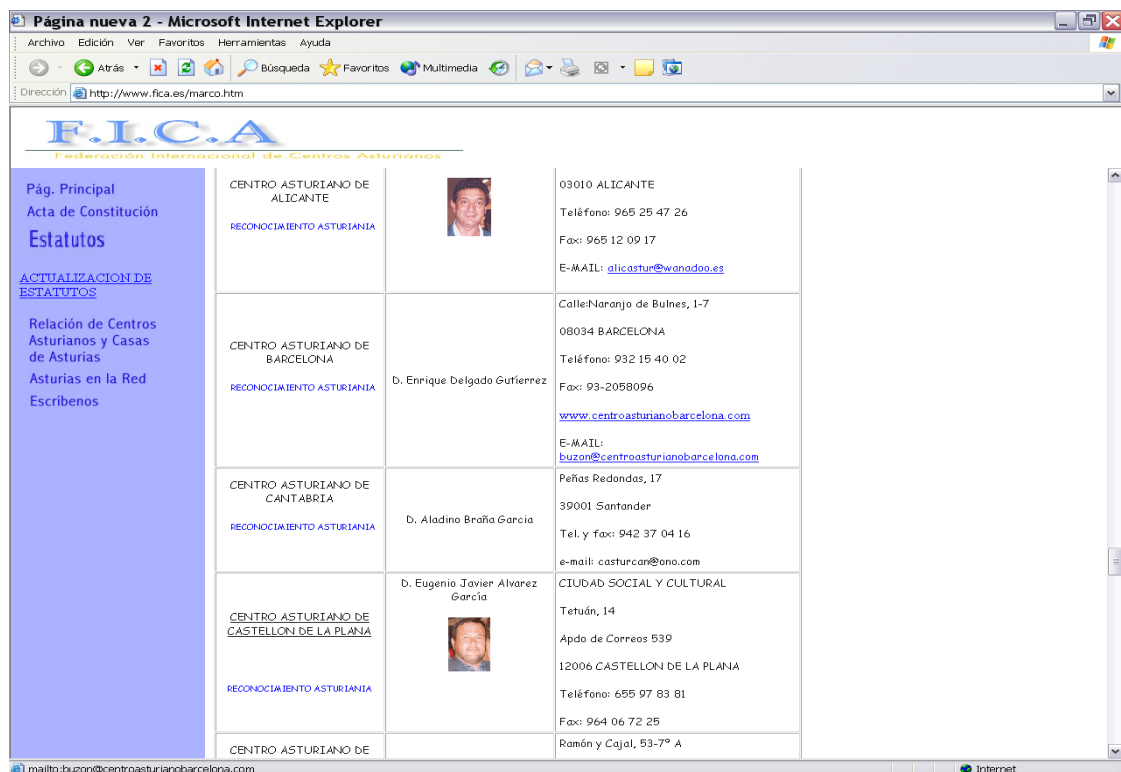 Página nueva 2 - Microsoft Internet Explorer
Archivo Edición Ver Favoritos Herramientas Ayuda
Atrás Búsqueda Favoritos Multimedia
Dirección http://www.fica.es/marco.htm
F.I.C.A
Federación Internacional de Centros Asturianos
Pág. Principal
Acta de Constitución
Estatutos
ACTUALIZACION DE
ESTATUTOS
Relación de Centros
Asturianos y Casas
de Asturias
Asturias en la Red
Escríbenos
CENTRO ASTURIANO DE
ALICANTE
RECONOCIMIENTO ASTURIANIA
03010 ALICANTE
Teléfono: 965 25 47 26
Fax: 965 12 09 17
E-MAIL: alicastur@wanadoo.es
CENTRO ASTURIANO DE
BARCELONA
RECONOCIMIENTO ASTURIANIA
D. Enrique Delgado Gutíerrez
Calle:Naranjo de Bulnes, 1-7
08034 BARCELONA
Teléfono: 932 15 40 02
Fax: 93-2058096
www.centroasturianobarcelona.com
E-MAIL:
buzon@centroasturianobarcelona.com
CENTRO ASTURIANO DE
CANTABRIA
RECONOCIMIENTO ASTURIANIA
D. Aladino Braña Garcia
Peñas Redondas, 17
39001 Santander
Tel. y fax: 942 37 04 16
e-mail: casturcan@ono.com
CENTRO ASTURIANO DE
CASTELLON DE LA PLANA
RECONOCIMIENTO ASTURIANIA
D. Eugenio Javier Alvarez
García
CIUDAD SOCIAL Y CULTURAL
Tetuán, 14
Apdo de Correos 539
12006 CASTELLON DE LA PLANA
Teléfono: 655 97 83 81
Fax: 964 06 72 25
CENTRO ASTURIANO DE
Ramón y Cajal, 53-7º A
mailto:buzon@centroasturianobarcelona.com
Internet